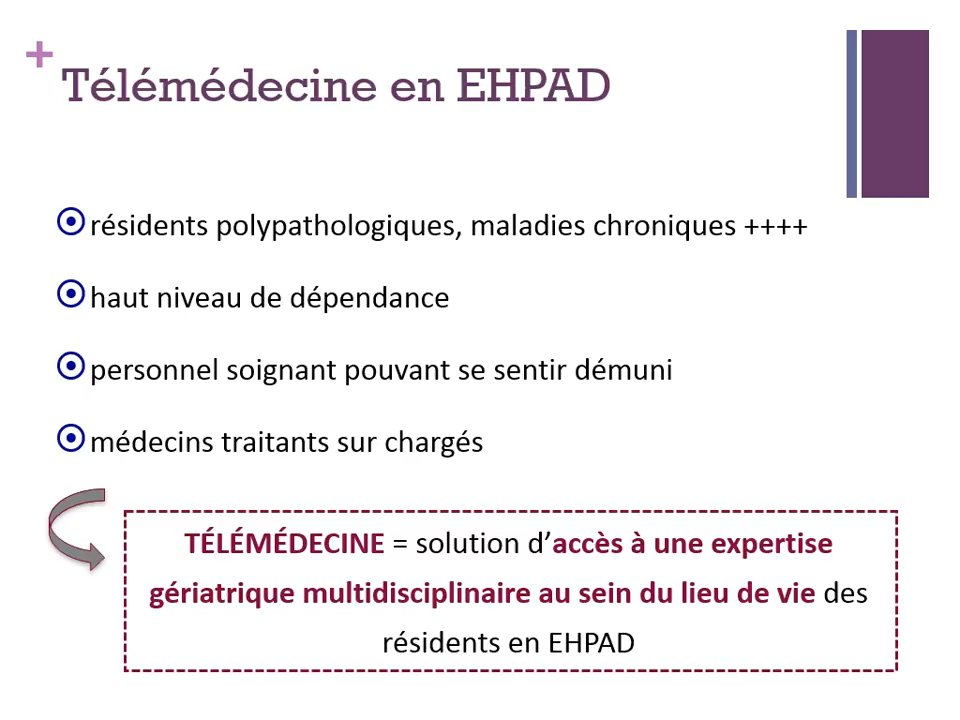 +
Télémédecine en EHPAD
résidents polypathologiques, maladies chroniques ++++
haut niveau de dépendance
personnel soignant pouvant se sentir démuni
médecins traitants sur chargés
TÉLÉMÉDECINE = solution d’accès à une expertise
gériatrique multidisciplinaire au sein du lieu de vie des
résidents en EHPAD